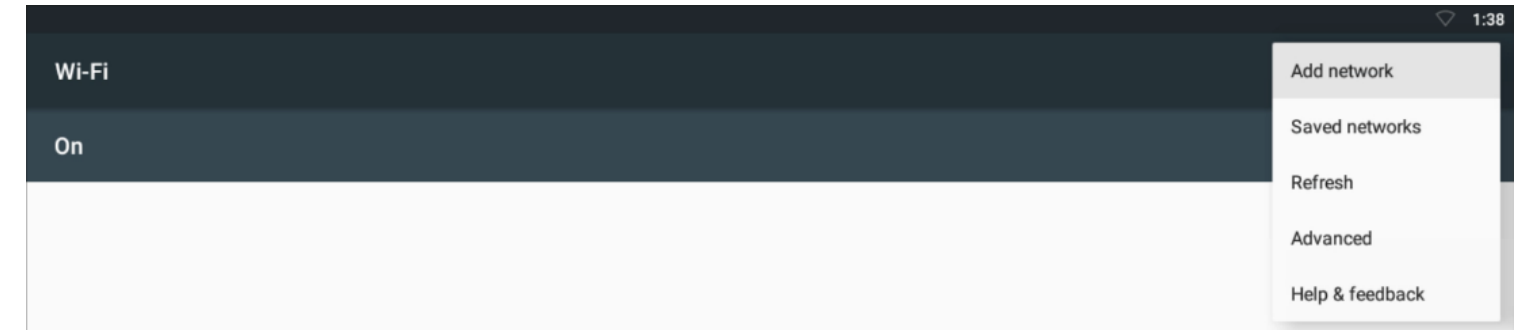 1:38
Wi-Fi
On
Add network
Saved networks
Refresh
Advanced
Help & feedback